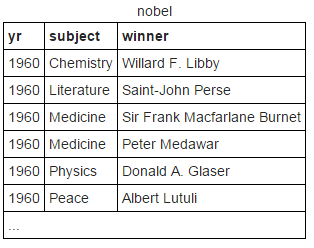 nobel
yr subject winner
1960 Chemistry Willard F. Libby
1960 Literature Saint-John Perse
1960 Medicine Sir Frank Macfarlane Burnet
1960 Medicine Peter Medawar
1960 Physics Donald A. Glaser
1960 Peace Albert Lutuli
...